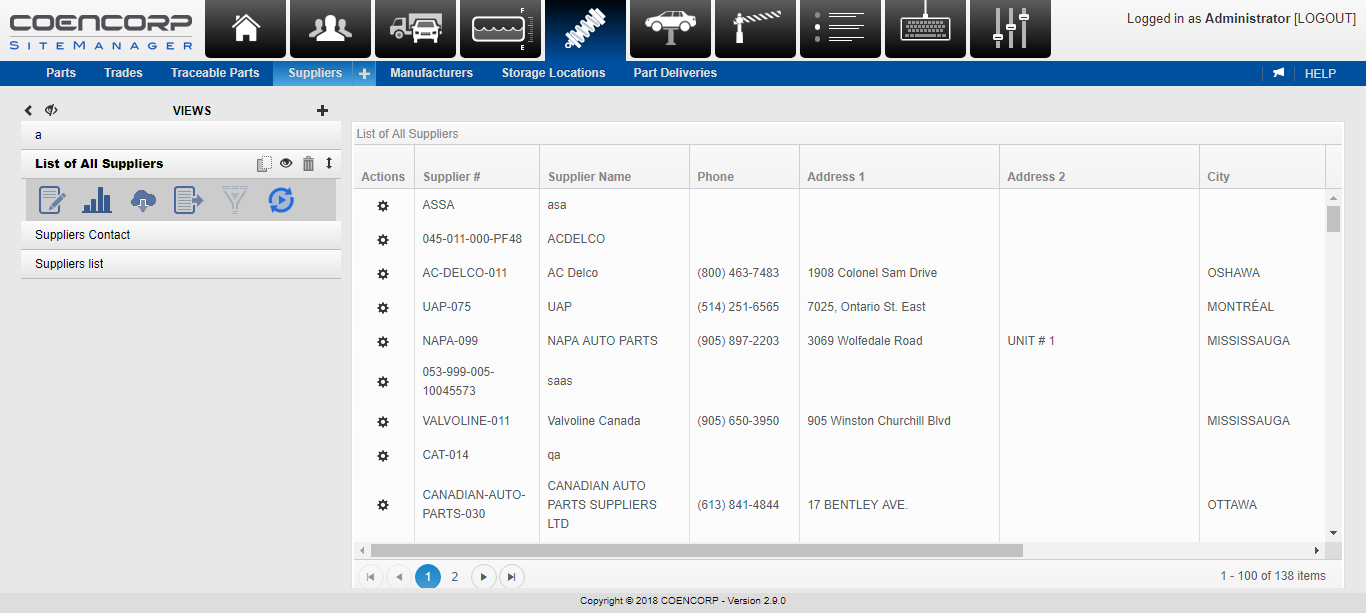 COENCORP
SITEMANAGER
F
E
Logged in as Administrator [LOGOUT]
Parts Trades Traceable Parts Suppliers + Manufacturers Storage Locations Part Deliveries HELP
VIEWS
a
List of All Suppliers
Suppliers Contact
Suppliers list
List of All Suppliers
Actions Supplier # Supplier Name Phone Address 1 Address 2 City
ASSA asa
045-011-000-PF48 ACDELCO
AC-DELCO-011 AC Delco (800) 463-7483 1908 Colonel Sam Drive OSHAWA
UAP-075 UAP (514) 251-6565 7025, Ontario St. East MONTRÉAL
NAPA-099 NAPA AUTO PARTS (905) 897-2203 3069 Wolfedale Road UNIT # 1 MISSISSAUGA
053-999-005-
10045573 saas
VALVOLINE-011 Valvoline Canada (905) 650-3950 905 Winston Churchill Blvd MISSISSAUGA
CAT-014 qa
CANADIAN-AUTO-
PARTS-030
CANADIAN AUTO
PARTS SUPPLIERS
LTD
(613) 841-4844 17 BENTLEY AVE. OTTAWA
1 2 1 - 100 of 138 items
Copyright © 2018 COENCORP - Version 2.9.0